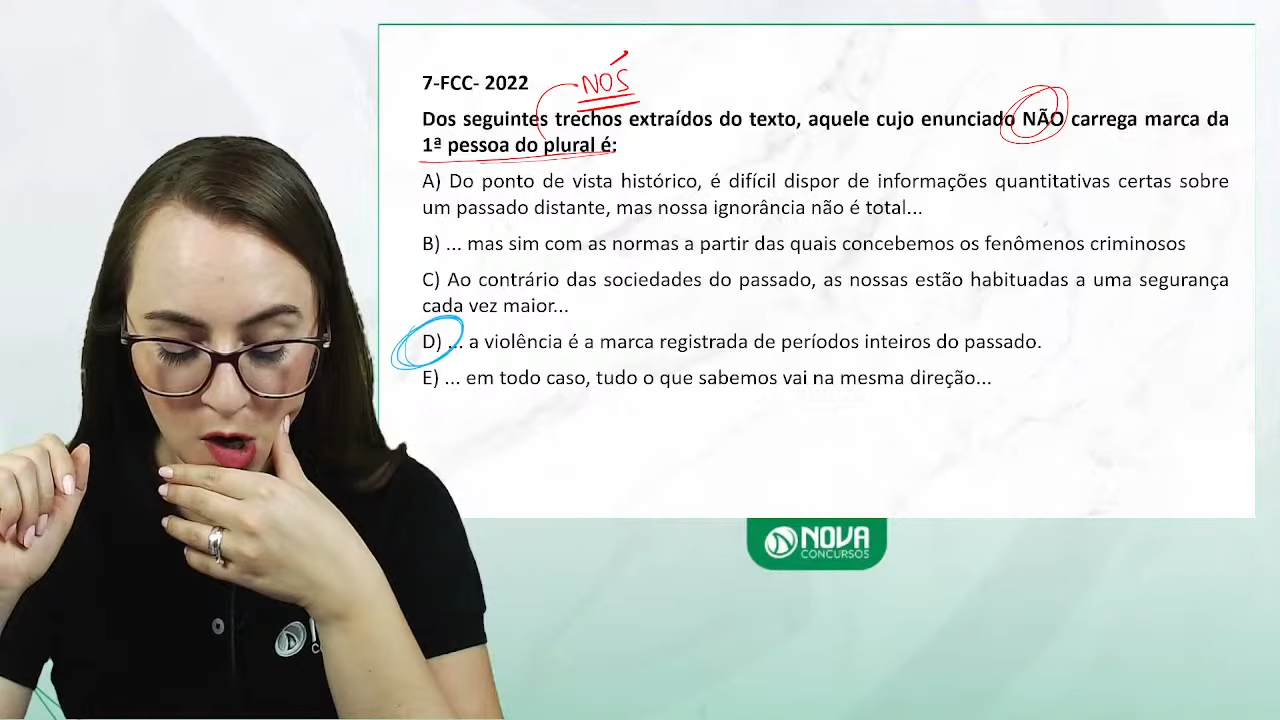 7-FCC- 2022
NÓS
Dos seguintes trechos extraídos do texto, aquele cujo enunciado NÃO carrega marca da
1ª pessoa do plural é:
A) Do ponto de vista histórico, é difícil dispor de informações quantitativas certas sobre
um passado distante, mas nossa ignorância não é total...
B) ... mas sim com as normas a partir das quais concebemos os fenômenos criminosos
C) Ao contrário das sociedades do passado, as nossas estão habituadas a uma segurança
cada vez maior...
D) ... a violência é a marca registrada de períodos inteiros do passado.
E) ... em todo caso, tudo o que sabemos vai na mesma direção...
NOVA
CONCURSOS